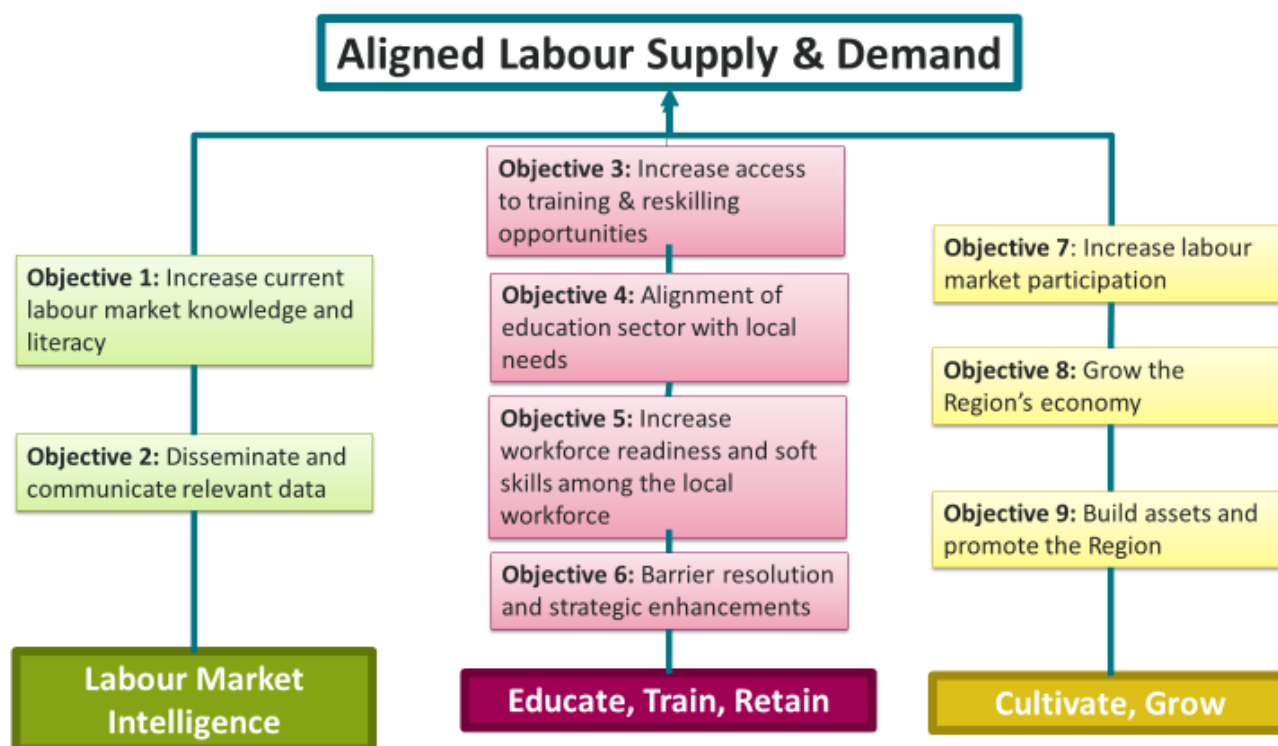 Aligned Labour Supply & Demand
Objective 1: Increase current
labour market knowledge and
literacy
Objective 2: Disseminate and
communicate relevant data
Labour Market
Intelligence
Objective 3: Increase access
to training & reskilling
opportunities
Objective 4: Alignment of
education sector with local
needs
Objective 5: Increase
workforce readiness and soft
skills among the local
workforce
Objective 6: Barrier resolution
and strategic enhancements
Educate, Train, Retain
Objective 7: Increase labour
market participation
Objective 8: Grow the
Region’s economy
Objective 9: Build assets and
promote the Region
Cultivate, Grow